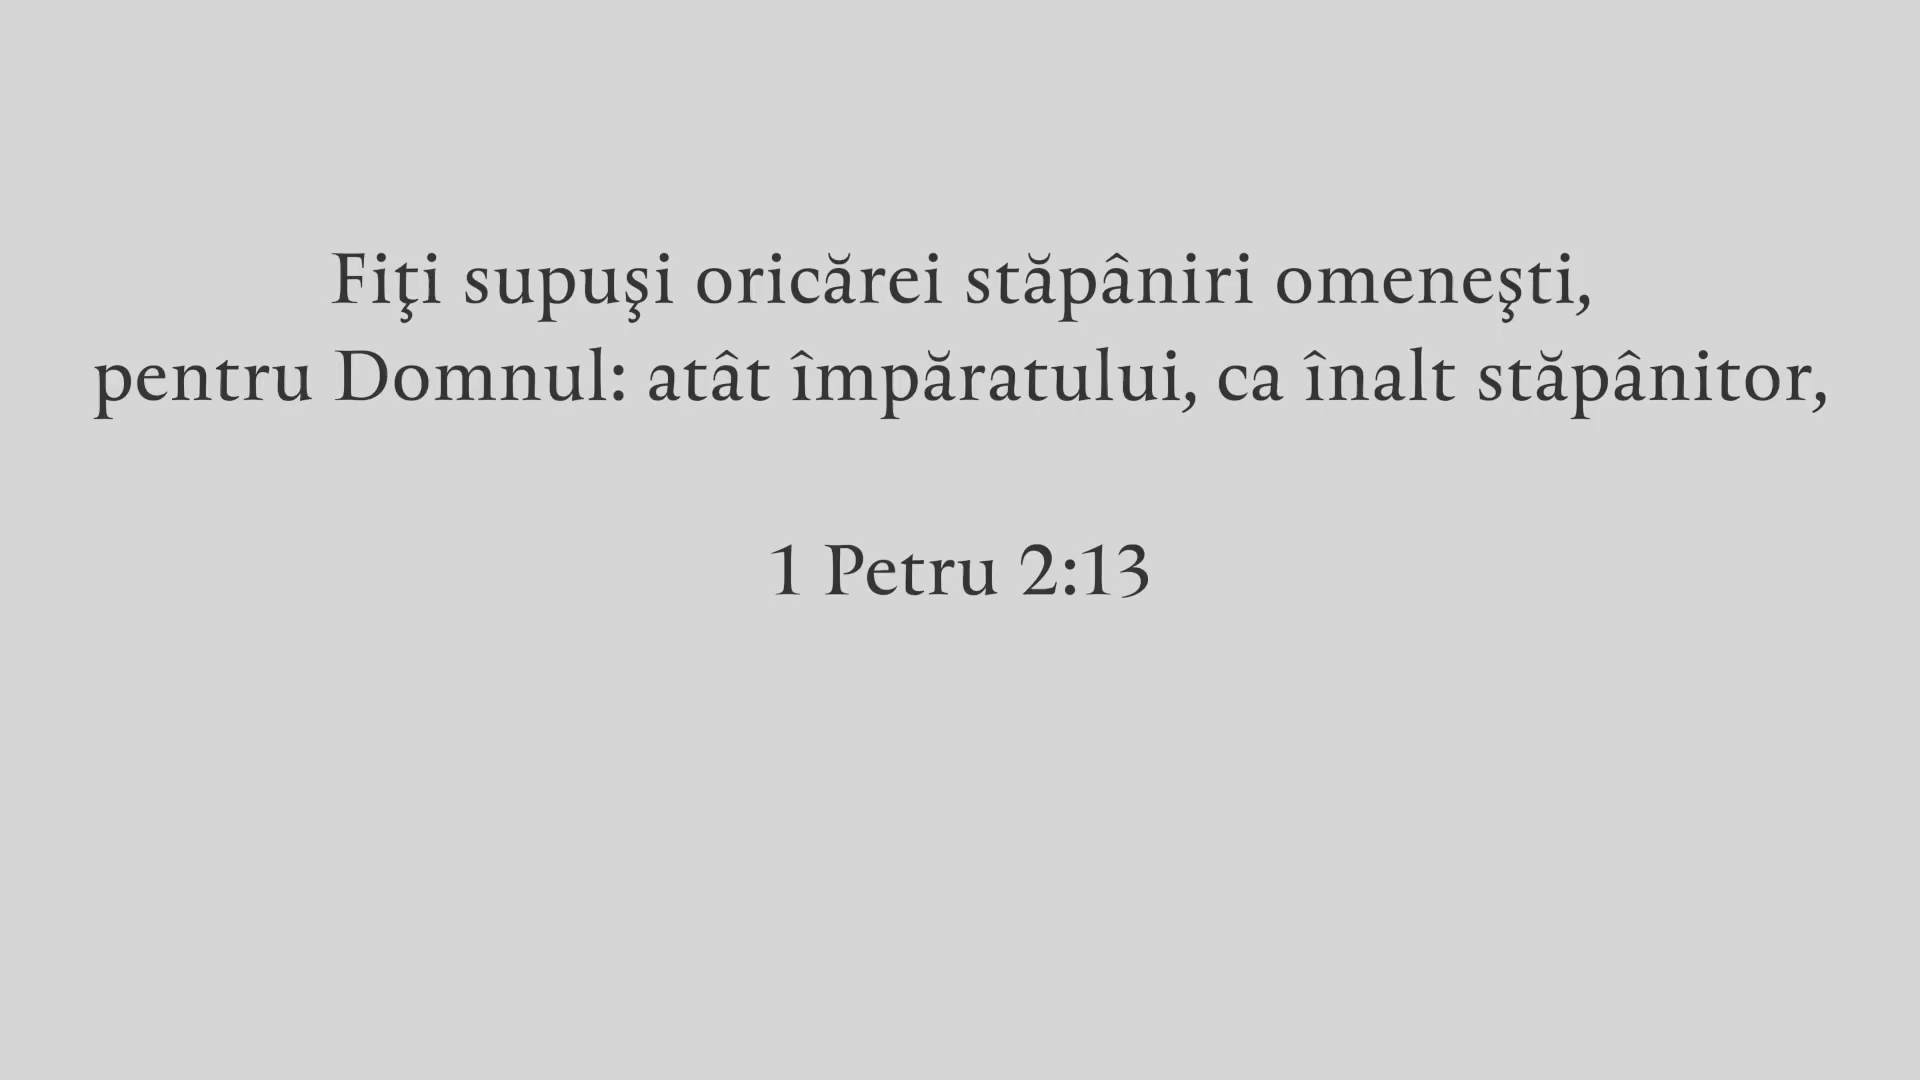 Fiţi supuşi oricărei stăpâniri omeneşti,
pentru Domnul: atât împăratului, ca înalt stăpânitor,
1 Petru 2:13